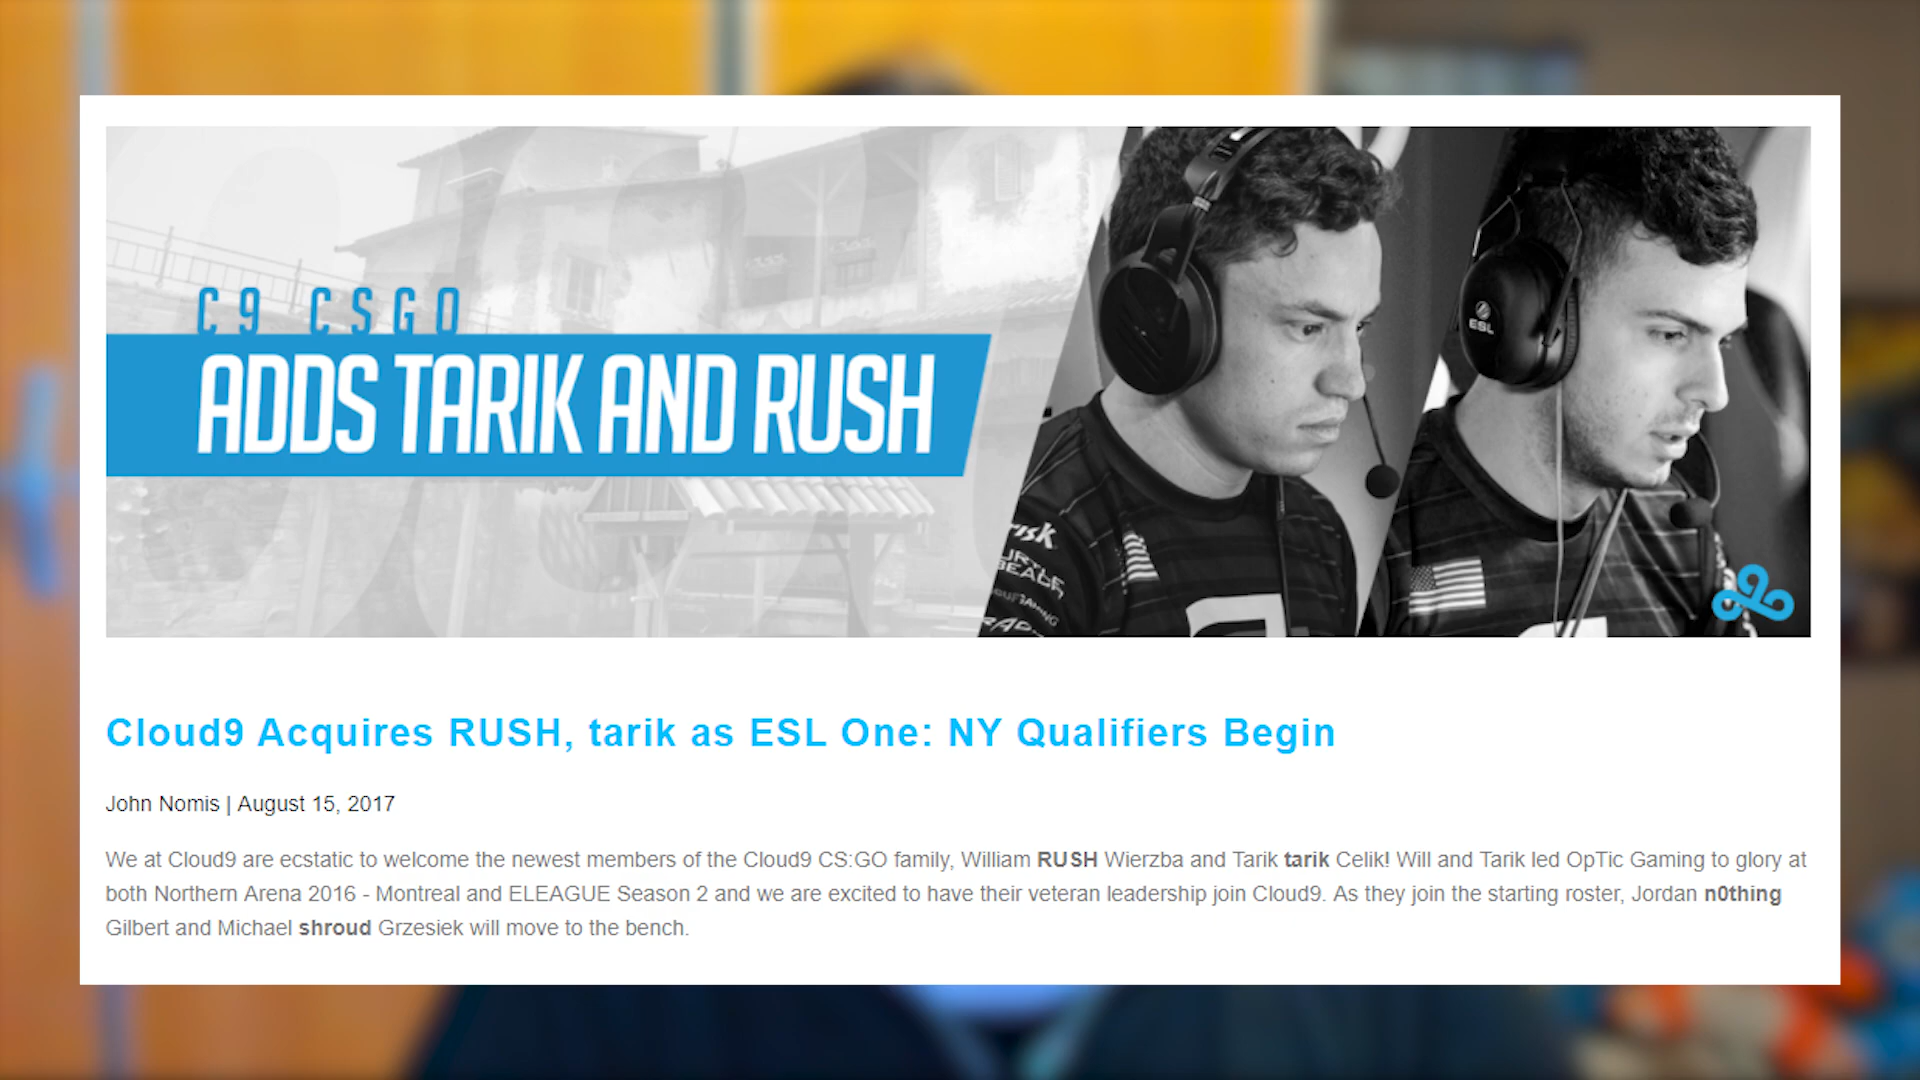 C9 CSGO
ADDS TARIK AND RUSH
ESL
BEACH
Cloud9 Acquires RUSH, tarik as ESL One: NY Qualifiers Begin
John Nomis | August 15, 2017
We at Cloud9 are ecstatic to welcome the newest members of the Cloud9 CS:GO family, William RUSH Wierzba and Tarik tarik Celik! Will and Tarik led OpTic Gaming to glory at
both Northern Arena 2016 - Montreal and ELEAGUE Season 2 and we are excited to have their veteran leadership join Cloud9. As they join the starting roster, Jordan n0thing
Gilbert and Michael shroud Grzesiek will move to the bench.